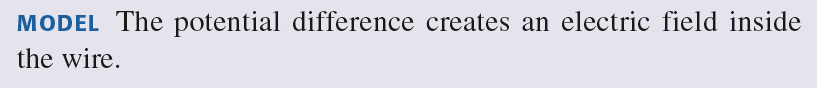 MODEL The potential difference creates an electric field inside
the wire.